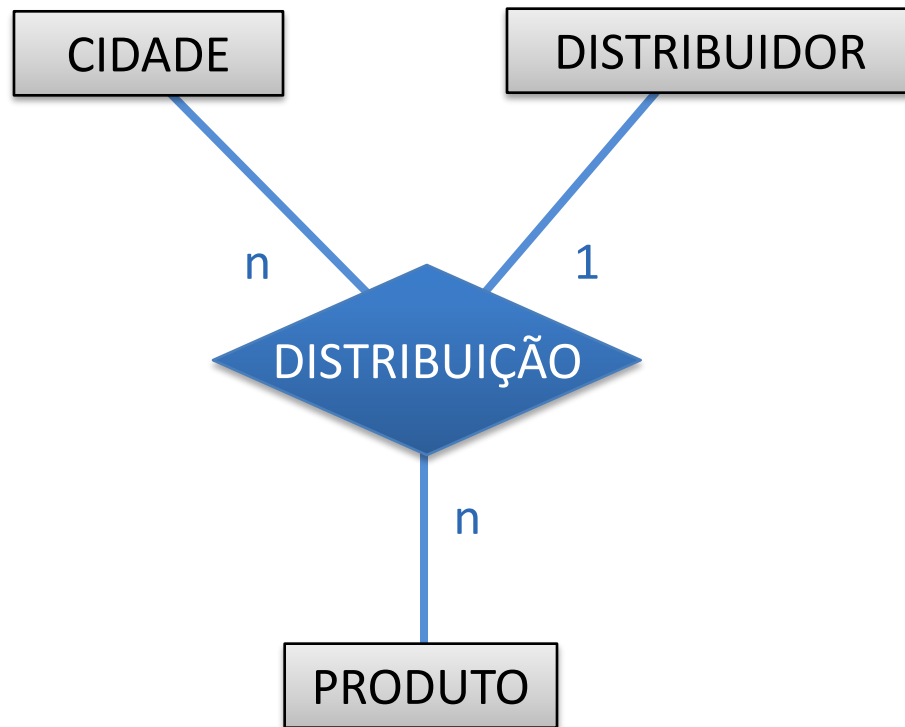 CIDADE
DISTRIBUIDOR
n
1
DISTRIBUIÇÃO
n
PRODUTO